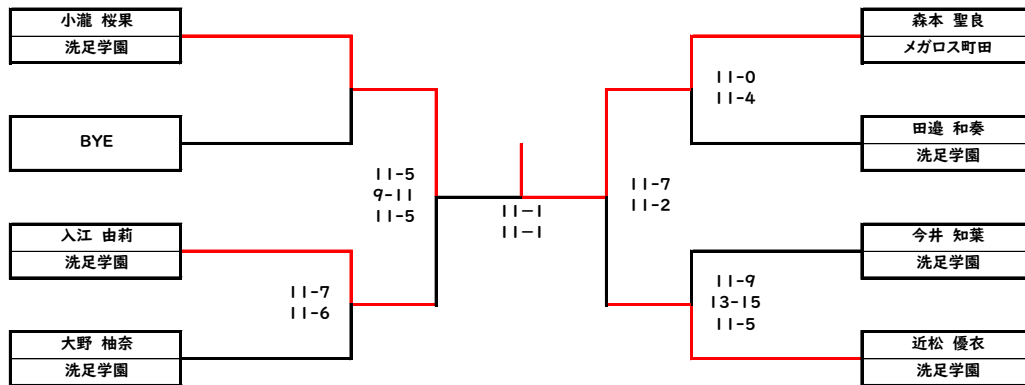 小瀧 桜果
洗足学園
BYE
入江 由莉
洗足学園
大野 柚奈
洗足学園
11-7
11-6
11-5
9-11
11-5
11-1
11-1
11-7
11-2
11-0
11-4
11-9
13-15
11-5
森本 聖良
メガロス町田
田邉 和奏
洗足学園
今井 知葉
洗足学園
近松 優衣
洗足学園